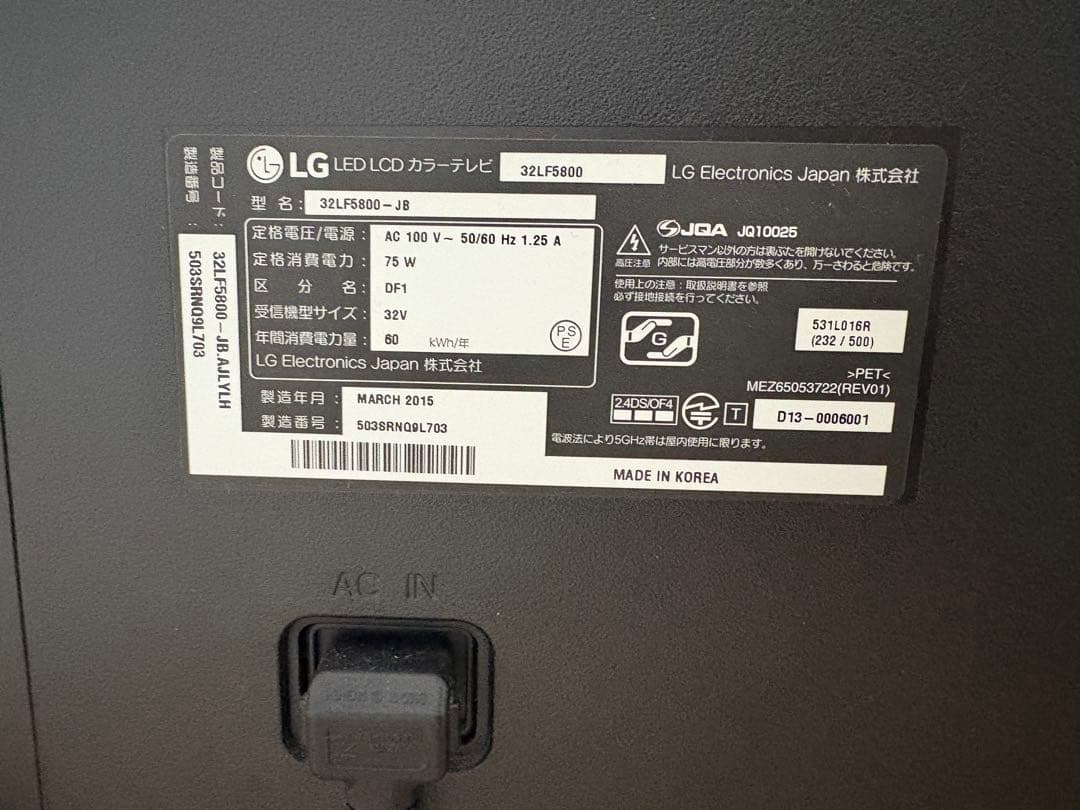 LG LED LCD カラーテレビ 32LF5800 LG Electronics Japan 株式会社
型 名 : 32LF5800-JB
定格電圧/電源 : AC 100 V~ 50/60 Hz 1.25 A
定格消費電力 : 75 W
区 分 名 : DF1
受信機型サイズ : 32V
年間消費電力量 : 60 kWh/年
PS
E
LG Electronics Japan 株式会社
製造年月 : MARCH 2015
製造番号 : 503SRNQ9L703
製品コード :
32LF5800-JB.AJLYLH
製造番号 :
503SRNQ9L703
JQA JQ10025
高圧注意
サービスマン以外の方は裏ぶたを開けないでください。
内部には高電圧部分が数多くあり、万一さわると危険です。
使用上の注意 : 取扱説明書を参照
必ず接地接続を行ってください。
G
531L016R
(232 / 500)
>PET<
MEZ65053722(REV01)
2.4DS/OF4
T
D13-0006001
電波法により5GHz帯は屋内使用に限ります。
MADE IN KOREA
AC IN